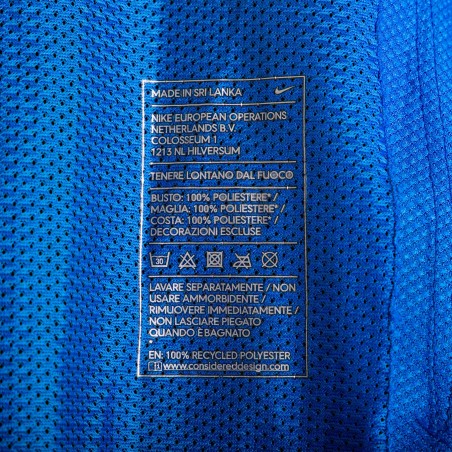 MADE IN SRI LANKA
NIKE EUROPEAN OPERATIONS
NETHERLANDS B.V.
COLOSSEUM 1
1213 NL HILVERSUM
TENERE LONTANO DAL FUOCO
BUSTO: 100% POLIESTERE* /
MAGLIA: 100% POLIESTERE* /
COSTA: 100% POLIESTERE* /
DECORAZIONI ESCLUSE
30
LAVARE SEPARATAMENTE / NON
USARE AMMORBIDENTE /
RIMUOVERE IMMEDIATAMENTE /
NON LASCIARE PIEGATO
QUANDO È BAGNATO
*
EN: 100% RECYCLED POLYESTER
www.considereddesign.com